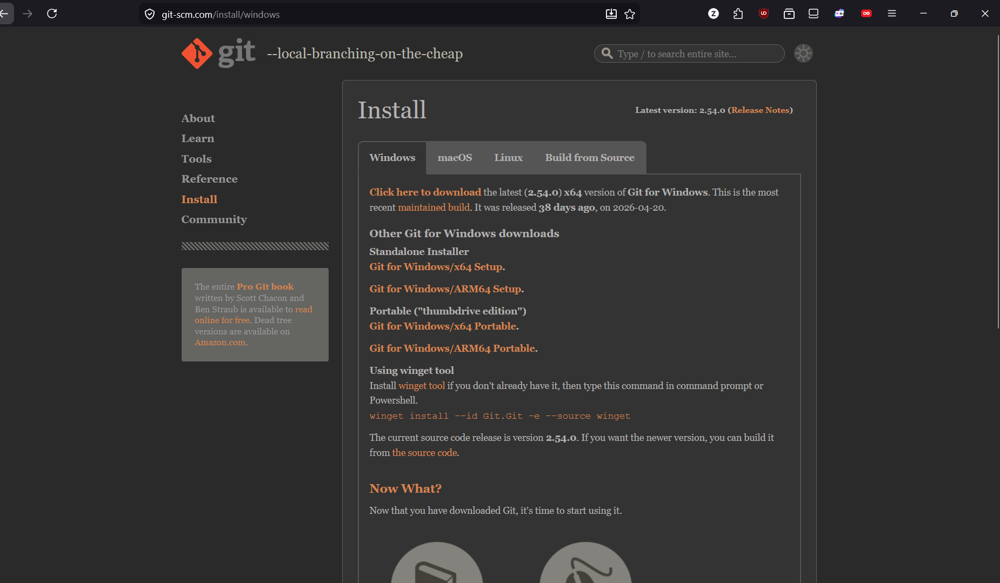 git-scm.com/install/windows
Z
git --local-branching-on-the-cheap
Type / to search entire site...
About
Learn
Tools
Reference
Install
Community
The entire Pro Git book
written by Scott Chacon and
Ben Straub is available to read
online for free. Dead tree
versions are available on
Amazon.com.
Install
Latest version: 2.54.0 (Release Notes)
Windows macOS Linux Build from Source
Click here to download the latest (2.54.0) x64 version of Git for Windows. This is the most
recent maintained build. It was released 38 days ago, on 2026-04-20.
Other Git for Windows downloads
Standalone Installer
Git for Windows/x64 Setup.
Git for Windows/ARM64 Setup.
Portable ("thumbdrive edition")
Git for Windows/x64 Portable.
Git for Windows/ARM64 Portable.
Using winget tool
Install winget tool if you don't already have it, then type this command in command prompt or
Powershell.
winget install --id Git.Git -e --source winget
The current source code release is version 2.54.0. If you want the newer version, you can build it
from the source code.
Now What?
Now that you have downloaded Git, it's time to start using it.